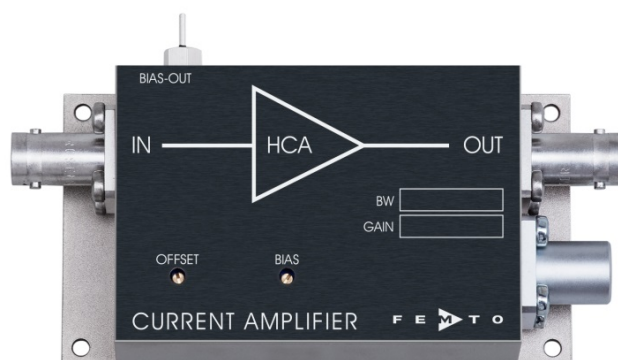 BIAS-OUT
IN HCA OUT
BW
GAIN
OFFSET BIAS
CURRENT AMPLIFIER FEMTO